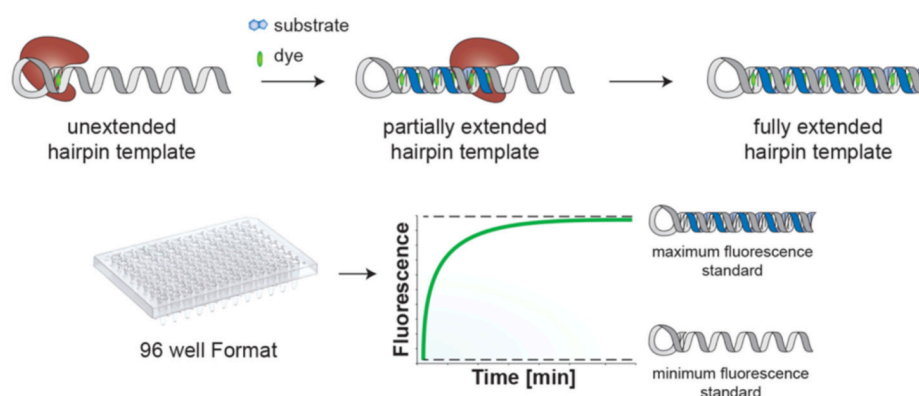 substrate
dye
unextended
hairpin template
partially extended
hairpin template
fully extended
hairpin template
96 well Format
Fluorescence
Time [min]
maximum fluorescence
standard
minimum fluorescence
standard